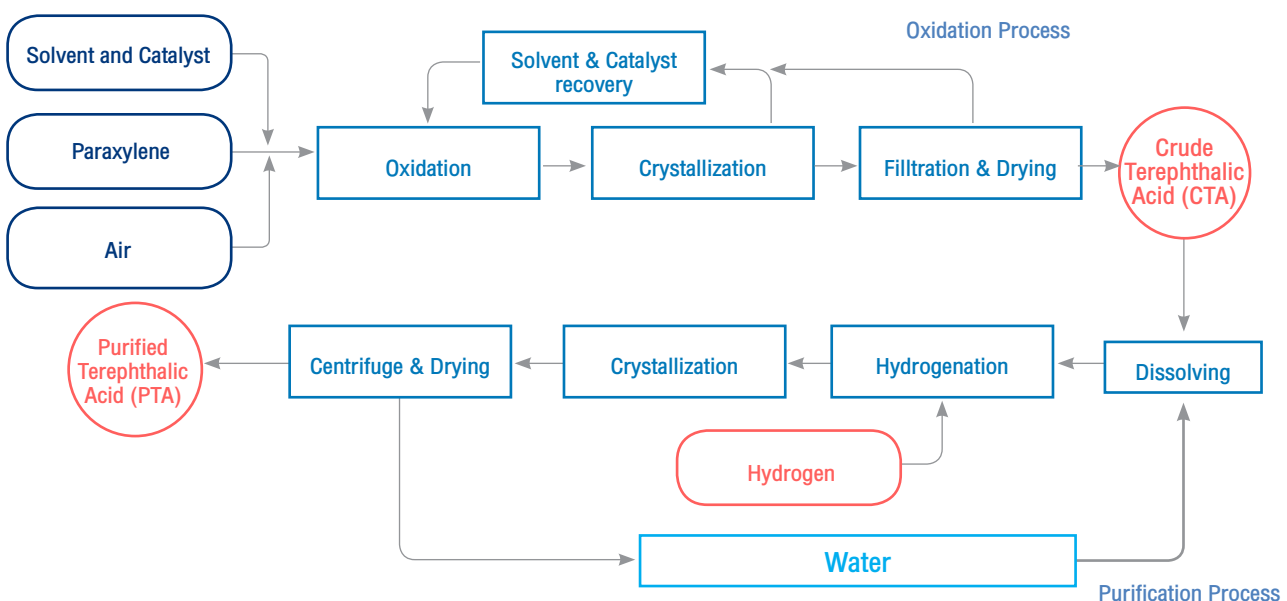 Oxidation Process
Solvent and Catalyst
Solvent & Catalyst
recovery
Paraxylene
Oxidation
Crystallization
Filltration & Drying
Crude
Terephthalic
Acid (CTA)
Air
Purified
Terephthalic
Acid (PTA)
Centrifuge & Drying
Crystallization
Hydrogenation
Dissolving
Hydrogen
Water
Purification Process